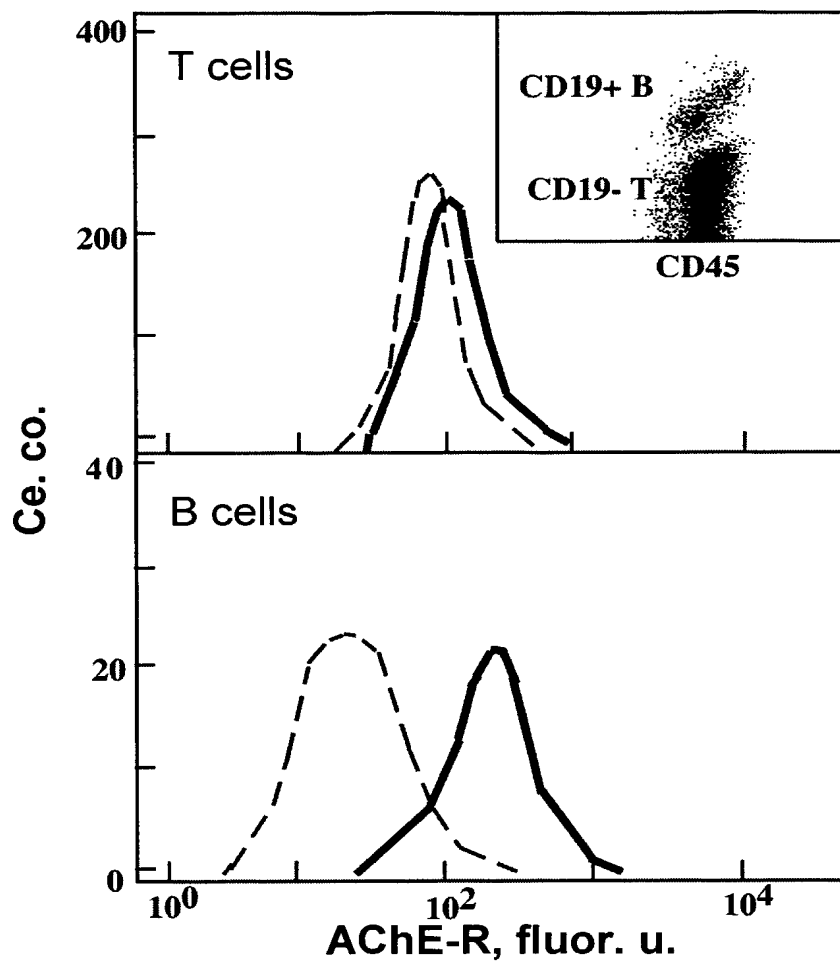 400
T cells
CD19+ B
CD19- T
CD45
200
Ce. co.
40
B cells
20
0
10⁰
10²
10⁴
AChE-R, fluor. u.